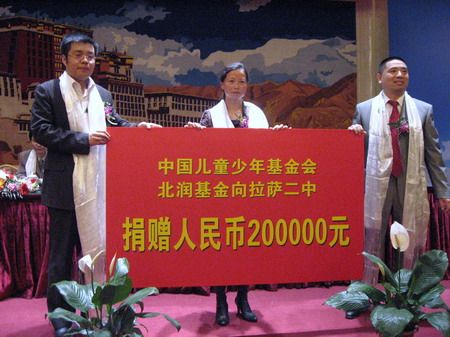 中国儿童少年基金会
北润基金向拉萨二中
捐赠人民币200000元